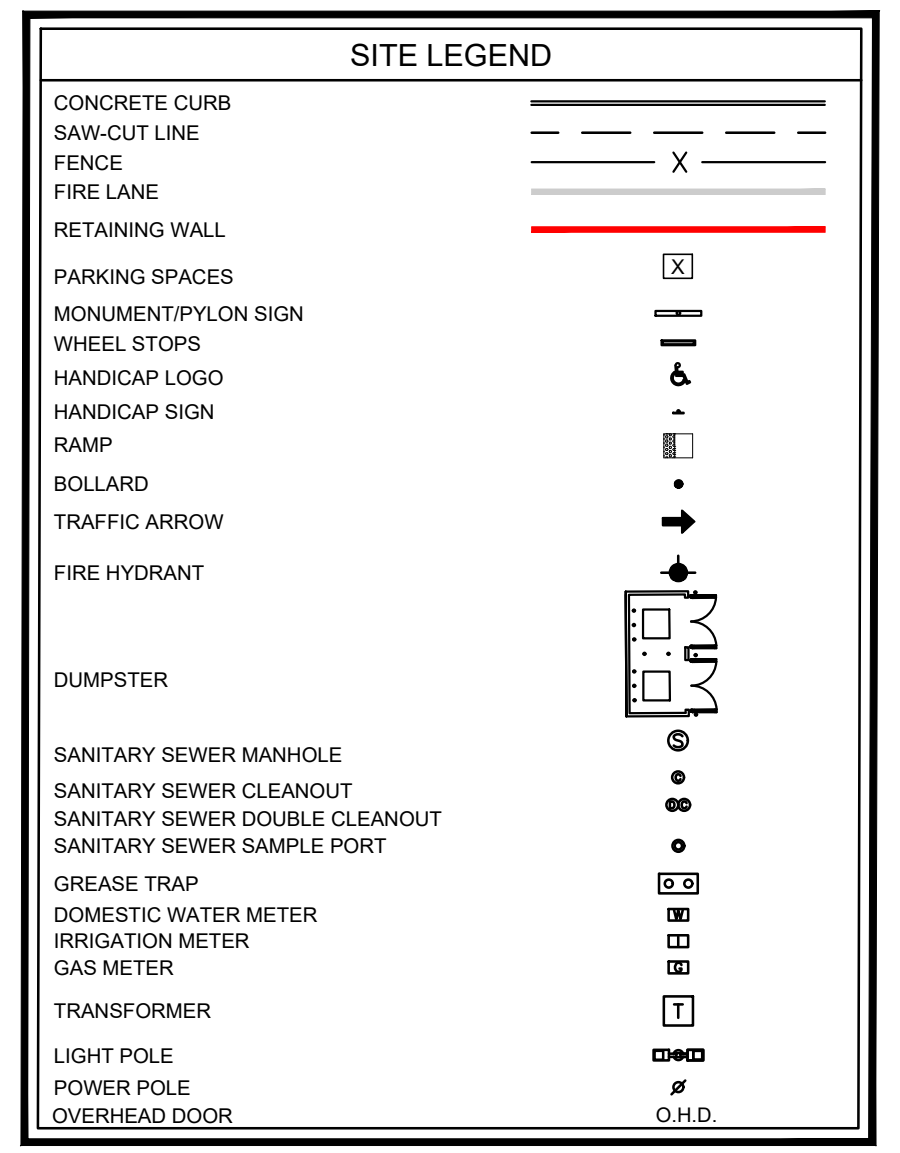 SITE LEGEND
CONCRETE CURB
SAW-CUT LINE
FENCE X
FIRE LANE
RETAINING WALL
PARKING SPACES X
MONUMENT/PYLON SIGN
WHEEL STOPS
HANDICAP LOGO
HANDICAP SIGN
RAMP
BOLLARD
TRAFFIC ARROW
FIRE HYDRANT
DUMPSTER
SANITARY SEWER MANHOLE S
SANITARY SEWER CLEANOUT C
SANITARY SEWER DOUBLE CLEANOUT DC
SANITARY SEWER SAMPLE PORT
GREASE TRAP
DOMESTIC WATER METER W
IRRIGATION METER I
GAS METER G
TRANSFORMER T
LIGHT POLE
POWER POLE
OVERHEAD DOOR O.H.D.